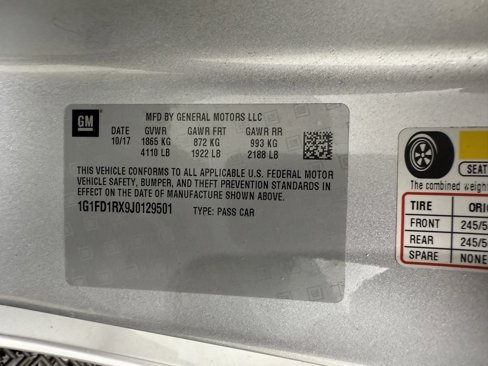 GM
MFD BY GENERAL MOTORS LLC
DATE GVWR GAWR FRT GAWR RR
10/17 1865 KG 872 KG 993 KG
4110 LB 1922 LB 2188 LB
THIS VEHICLE CONFORMS TO ALL APPLICABLE U.S. FEDERAL MOTOR
VEHICLE SAFETY, BUMPER, AND THEFT PREVENTION STANDARDS IN
EFFECT ON THE DATE OF MANUFACTURE SHOWN ABOVE.
1G1FD1RX9J0129501 TYPE: PASS CAR
SEAT
The combined weight
TIRE ORI
FRONT 245/5
REAR 245/5
SPARE NONE